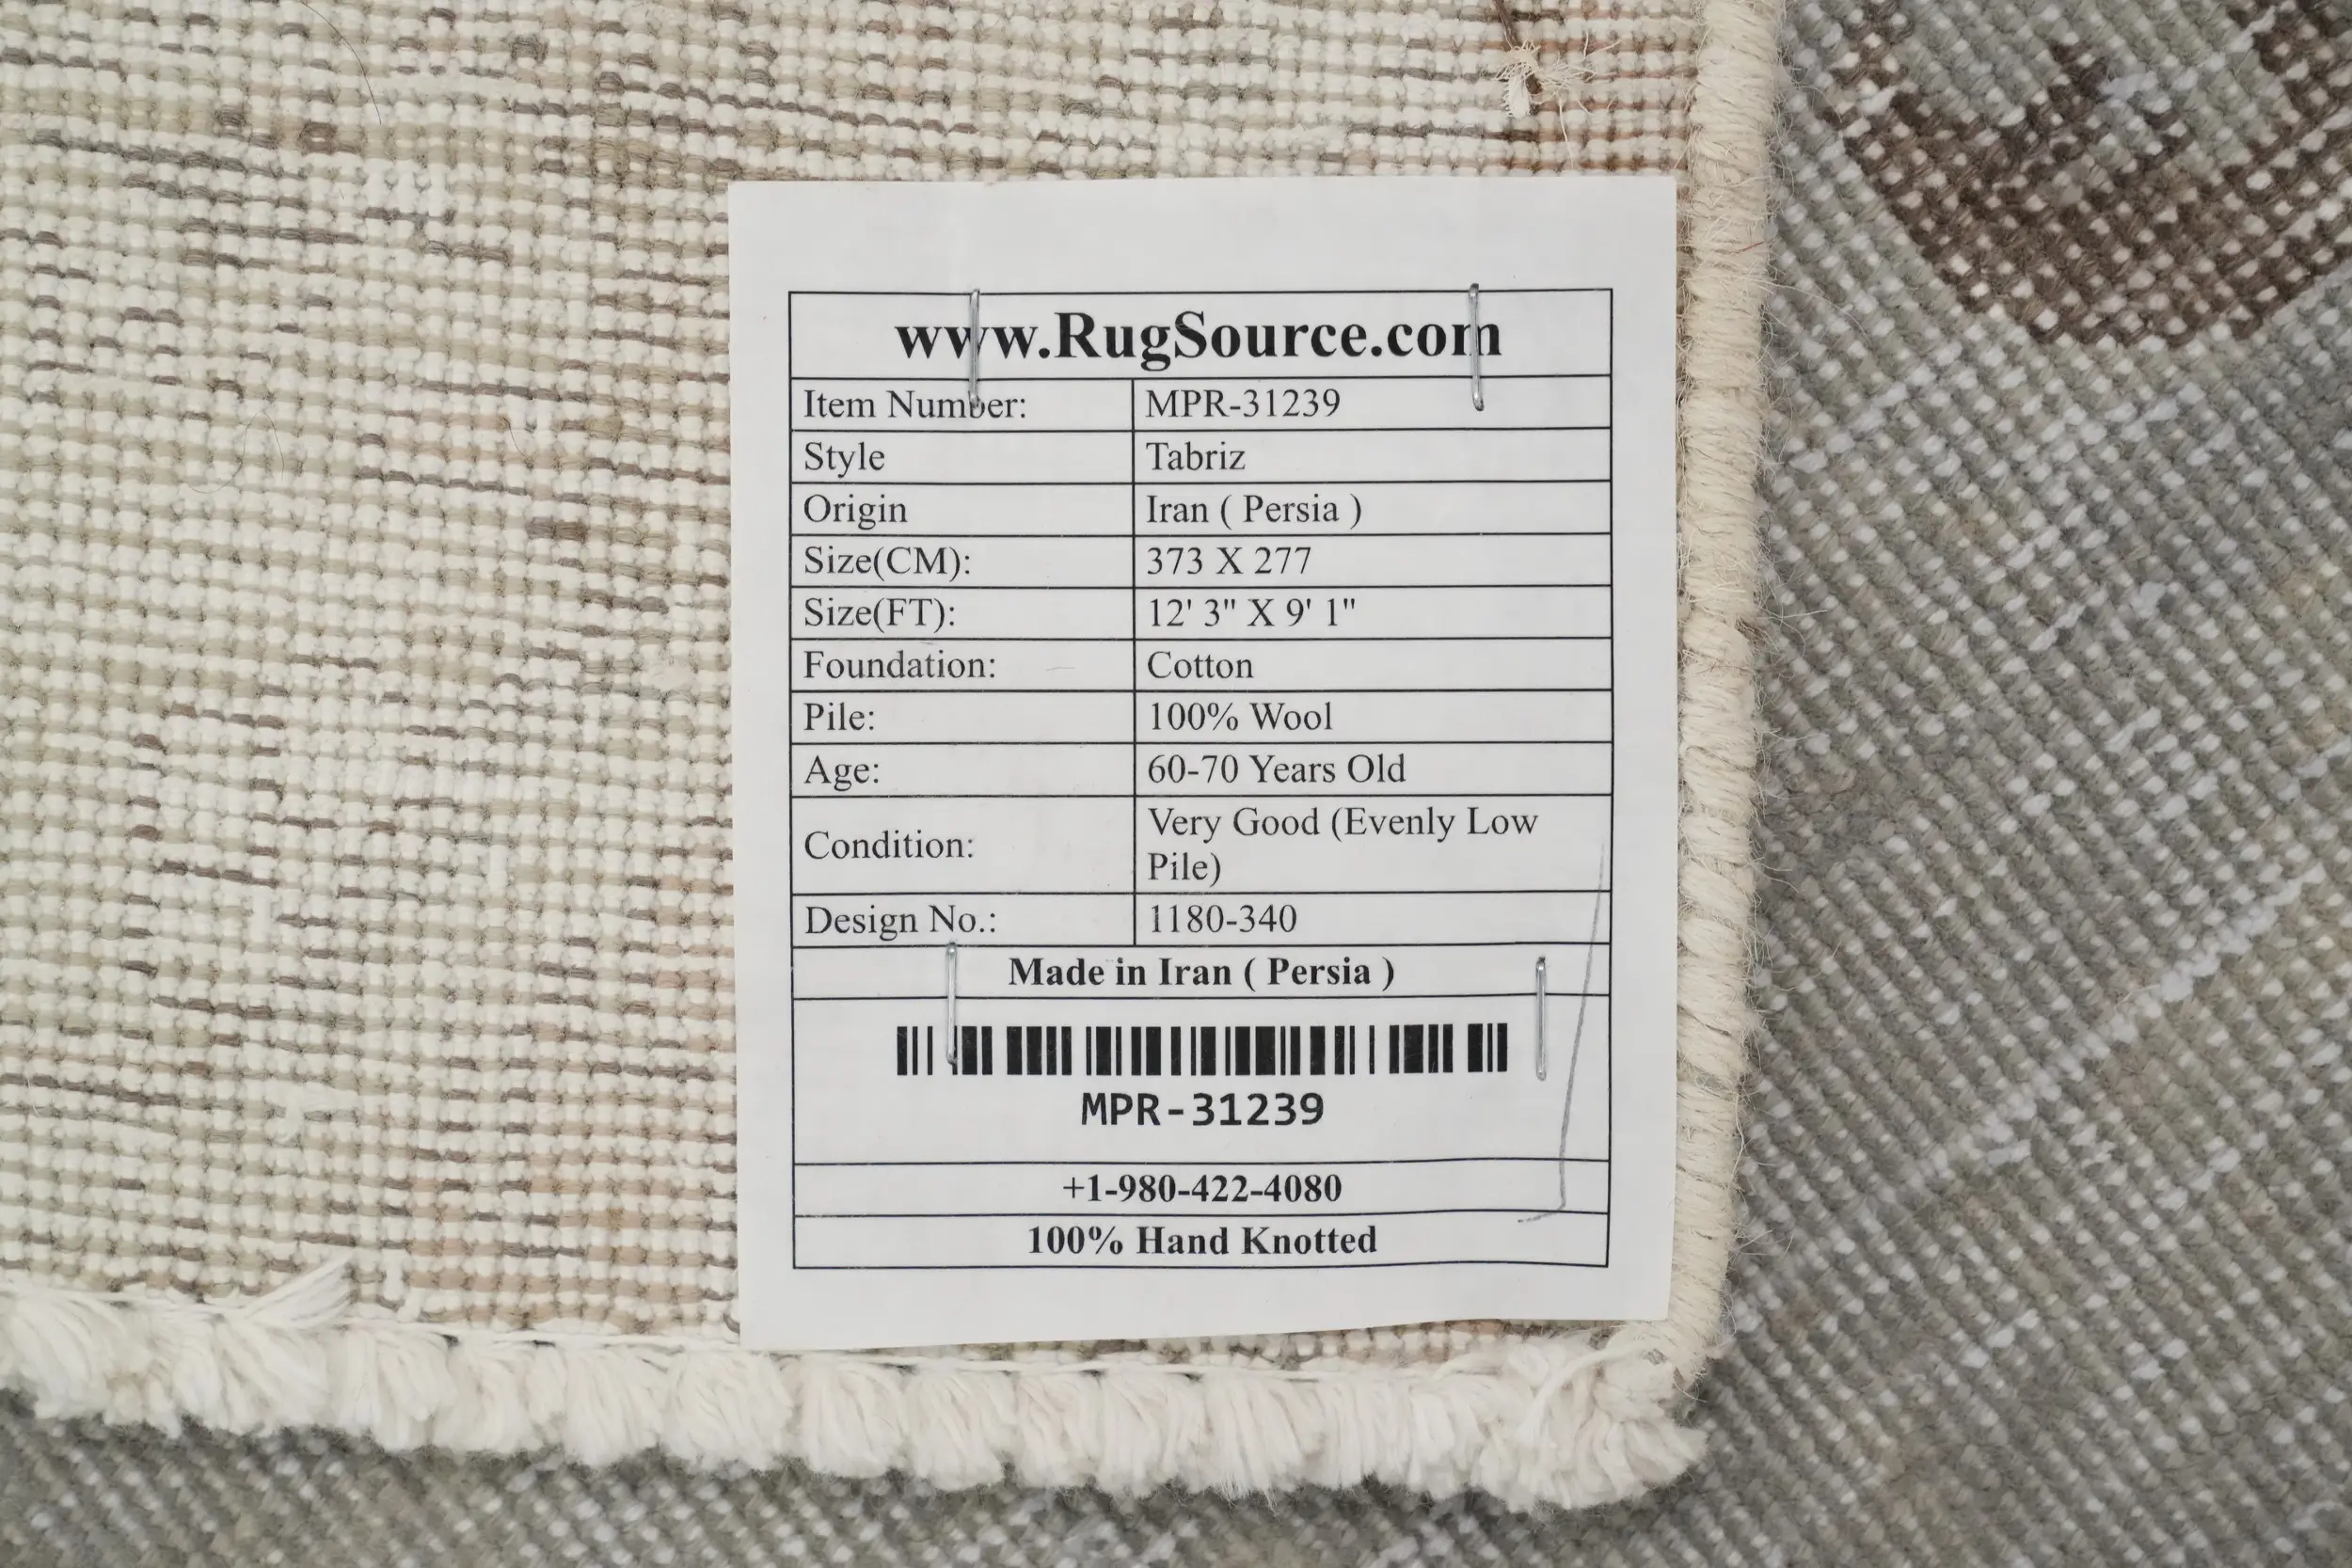 www.RugSource.com
Item Number: MPR-31239
Style Tabriz
Origin Iran ( Persia )
Size(CM): 373 X 277
Size(FT): 12' 3" X 9' 1"
Foundation: Cotton
Pile: 100% Wool
Age: 60-70 Years Old
Condition: Very Good (Evenly Low
Pile)
Design No.: 1180-340
Made in Iran ( Persia )
MPR-31239
+1-980-422-4080
100% Hand Knotted